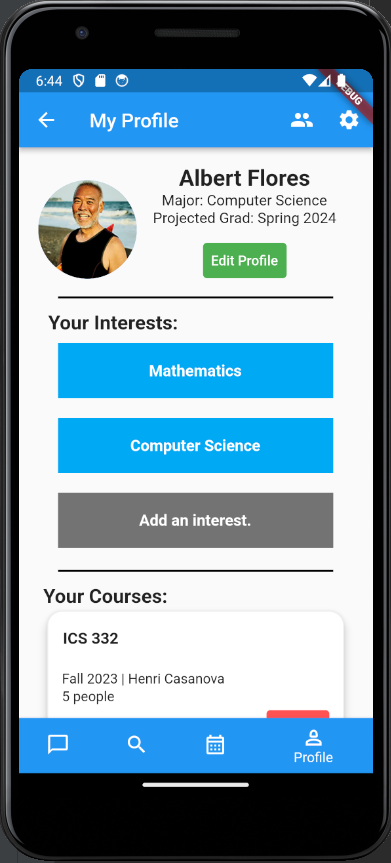 6:44
DEBUG
My Profile
Albert Flores
Major: Computer Science
Projected Grad: Spring 2024
Edit Profile
Your Interests:
Mathematics
Computer Science
Add an interest.
Your Courses:
ICS 332
Fall 2023 | Henri Casanova
5 people
Profile